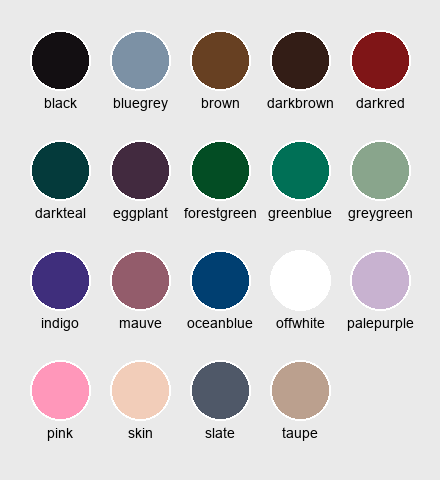 black bluegrey brown darkbrown darkred
darkteal eggplant forestgreen greenblue greygreen
indigo mauve oceanblue offwhite palepurple
pink skin slate taupe